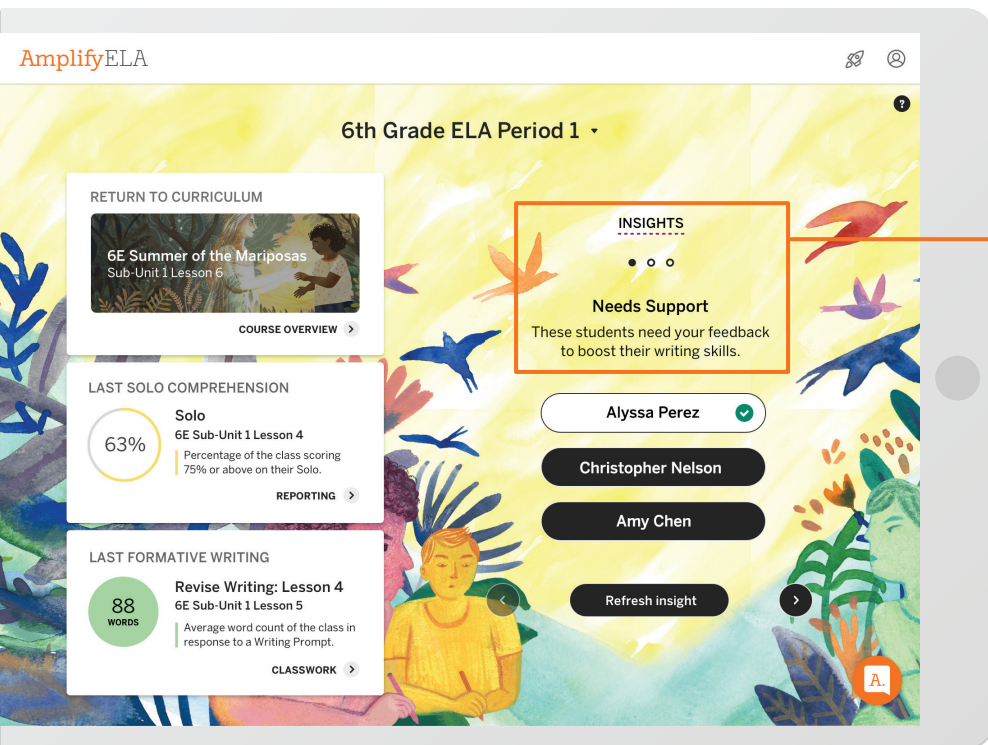 AmplifyELA
?
6th Grade ELA Period 1
RETURN TO CURRICULUM
6E Summer of the Mariposas
Sub-Unit 1 Lesson 6
COURSE OVERVIEW >
LAST SOLO COMPREHENSION
63%
Solo
6E Sub-Unit 1 Lesson 4
Percentage of the class scoring
75% or above on their Solo.
REPORTING >
LAST FORMATIVE WRITING
88
WORDS
Revise Writing: Lesson 4
6E Sub-Unit 1 Lesson 5
Average word count of the class in
response to a Writing Prompt.
CLASSWORK >
INSIGHTS
Needs Support
These students need your feedback
to boost their writing skills.
Alyssa Perez
Christopher Nelson
Amy Chen
< Refresh insight >
A.